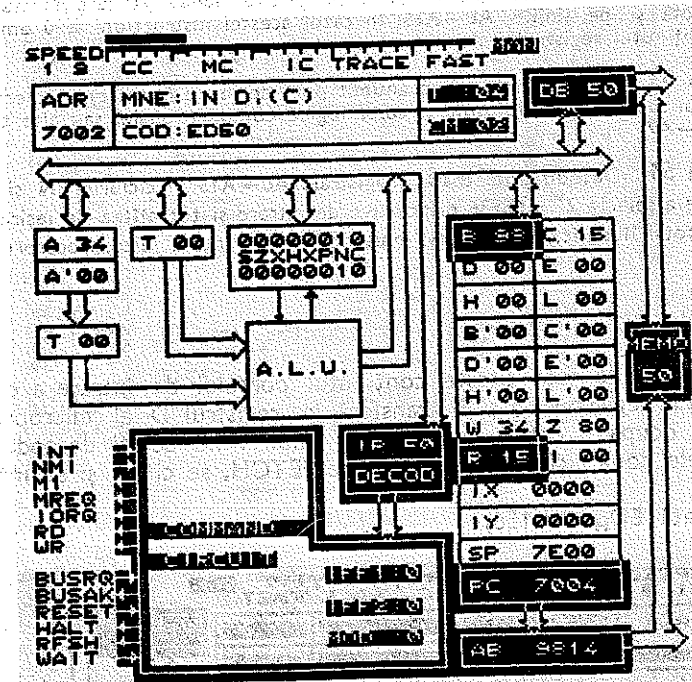 SPEED
1 3 CC MC IC TRACE FAST
ADR MNE:IN D,(C)
7002 COD:ED50
DB 50
A 34
A'00
T 00
00000010
SZXHXPNC
00000010
T 00
A.L.U.
C 15
D 00 E 00
H 00 L 00
B'00 C'00
D'00 E'00
H'00 L'00
W 34 Z 80
R 15 I 00
IX 0000
IY 0000
SP 7E00
PC 7004
AB 9814
MEMO
50
IR 50
DECOD
INT
NMI
M1
MREQ
IORQ
RD
WR
BUSRQ
BUSAK
RESET
HALT
RFSH
WAIT